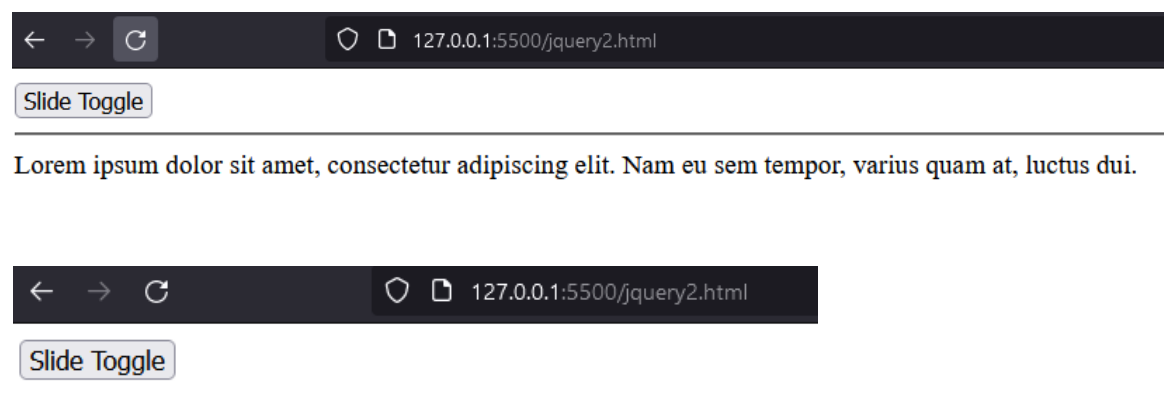 127.0.0.1:5500/jquery2.html
Slide Toggle
Lorem ipsum dolor sit amet, consectetur adipiscing elit. Nam eu sem tempor, varius quam at, luctus dui.
127.0.0.1:5500/jquery2.html
Slide Toggle